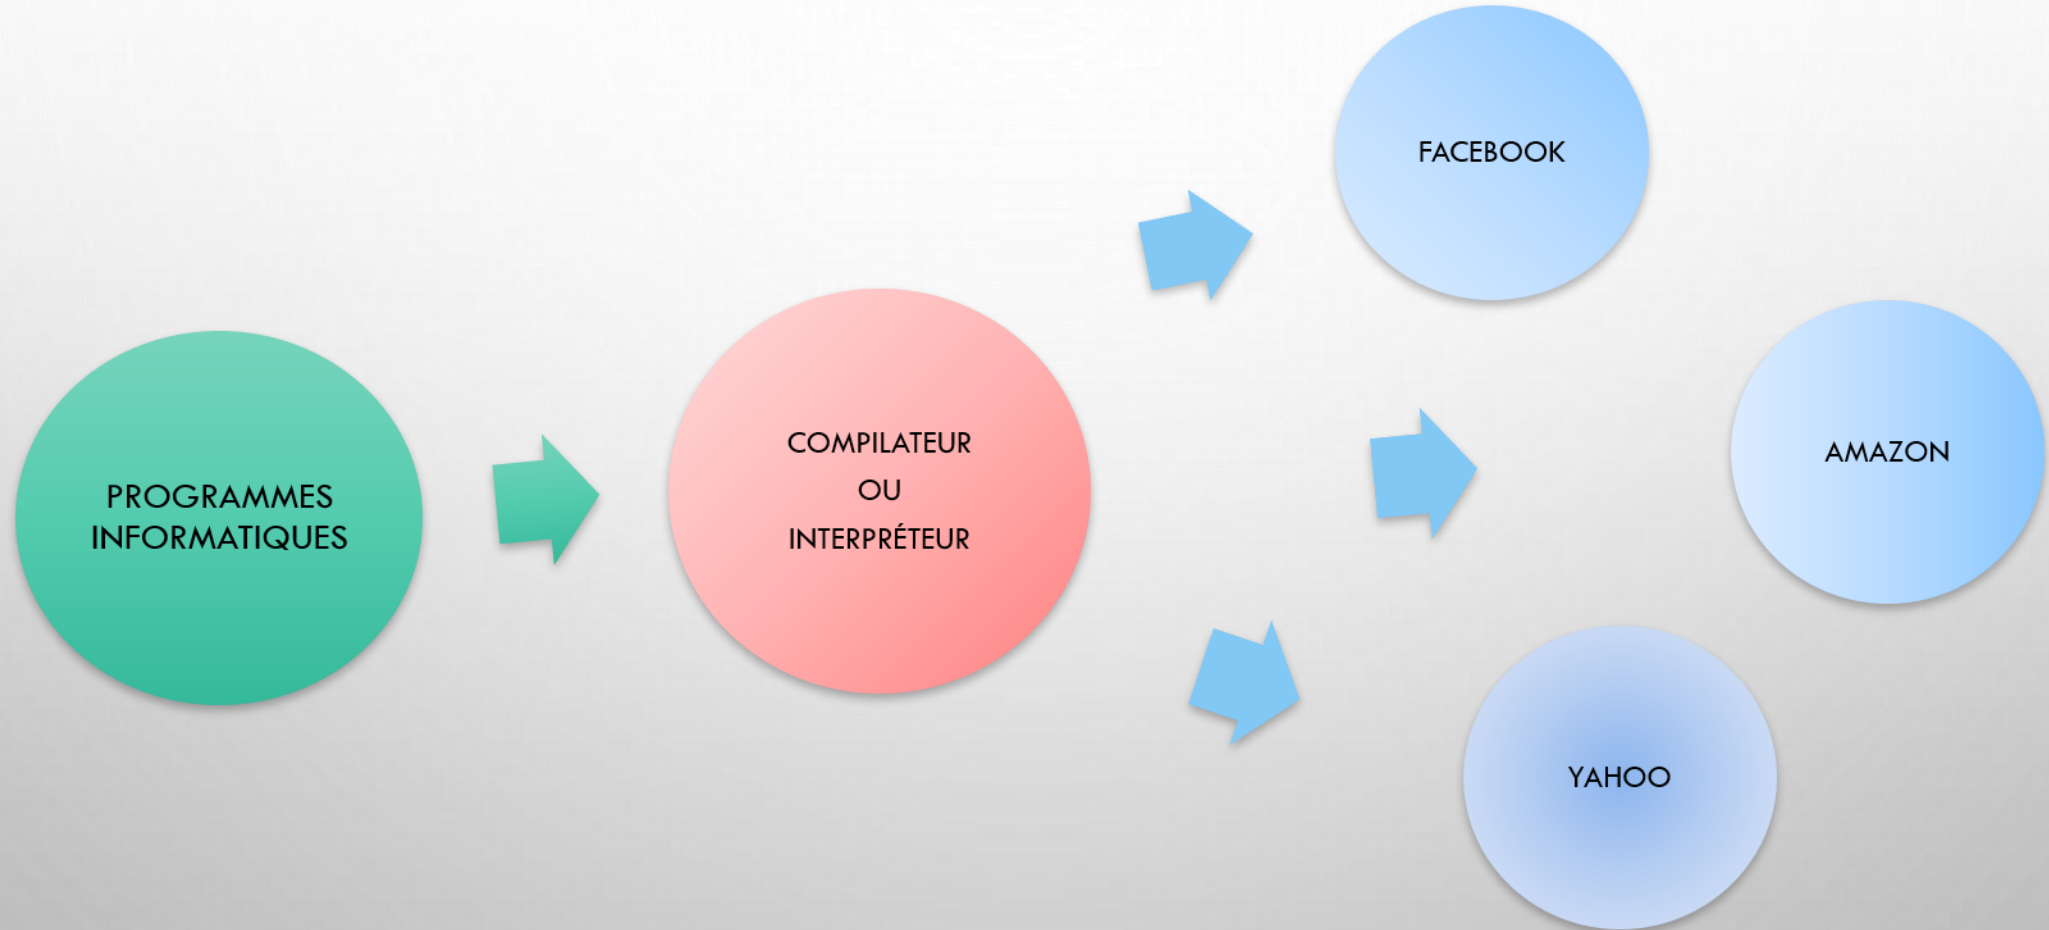 PROGRAMMES
INFORMATIQUES
COMPILATEUR
OU
INTERPRÉTEUR
FACEBOOK
AMAZON
YAHOO